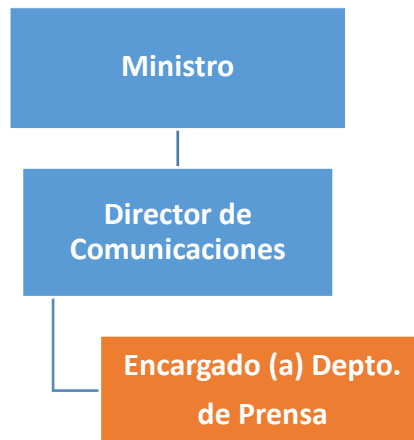 Ministro
Director de
Comunicaciones
Encargado (a) Depto.
de Prensa